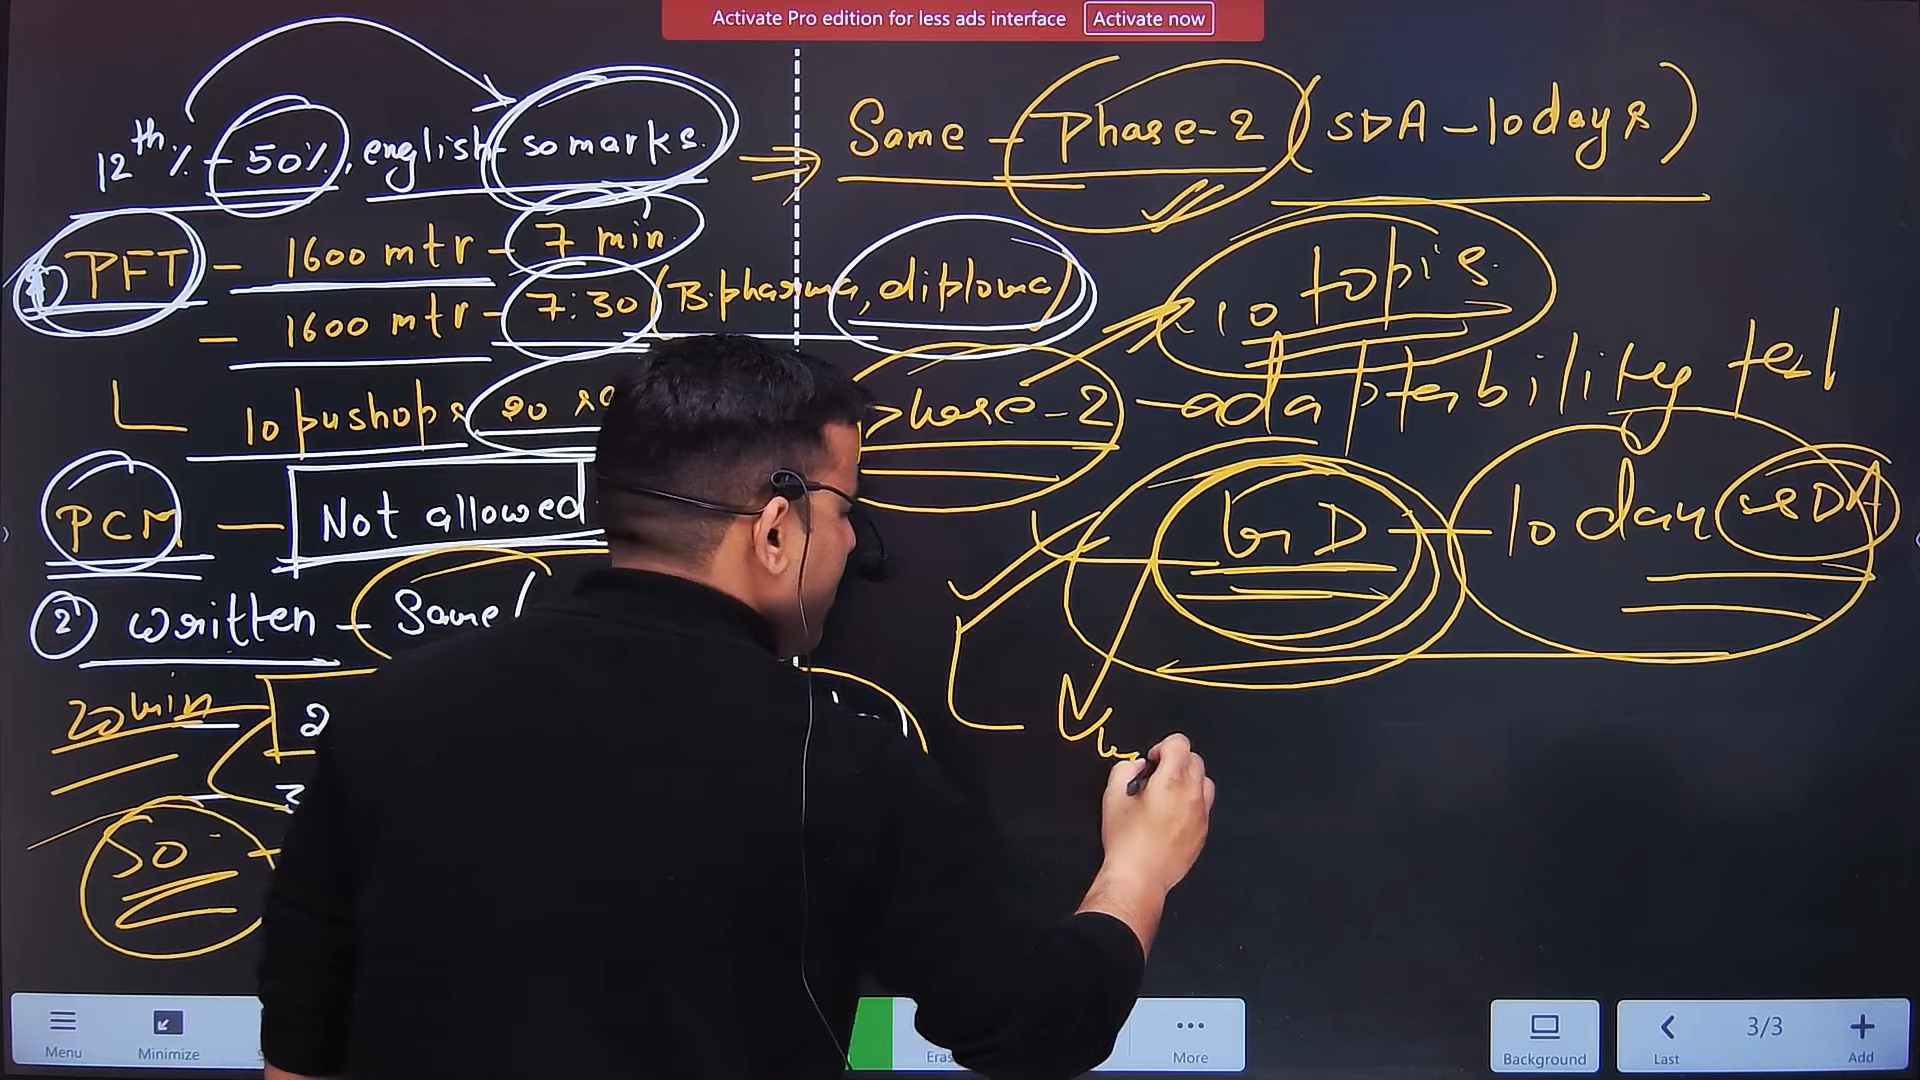 Activate Pro edition for less ads interface Activate now
12th % - 50%, english - 50 marks. Same - Phase-2 (SDA - 10 days)
① PFT - 1600 mtr - 7 min.
- 1600 mtr - 7:30 (B.pharma, diploma)
10 topis
10 pushops
Phase-2 - adaptability test
PCM - Not allowed
GD - 10 day SDA
② written - Same
20 min 2
3
50 -
Menu
Minimize
More
Background
Last
3/3
Add